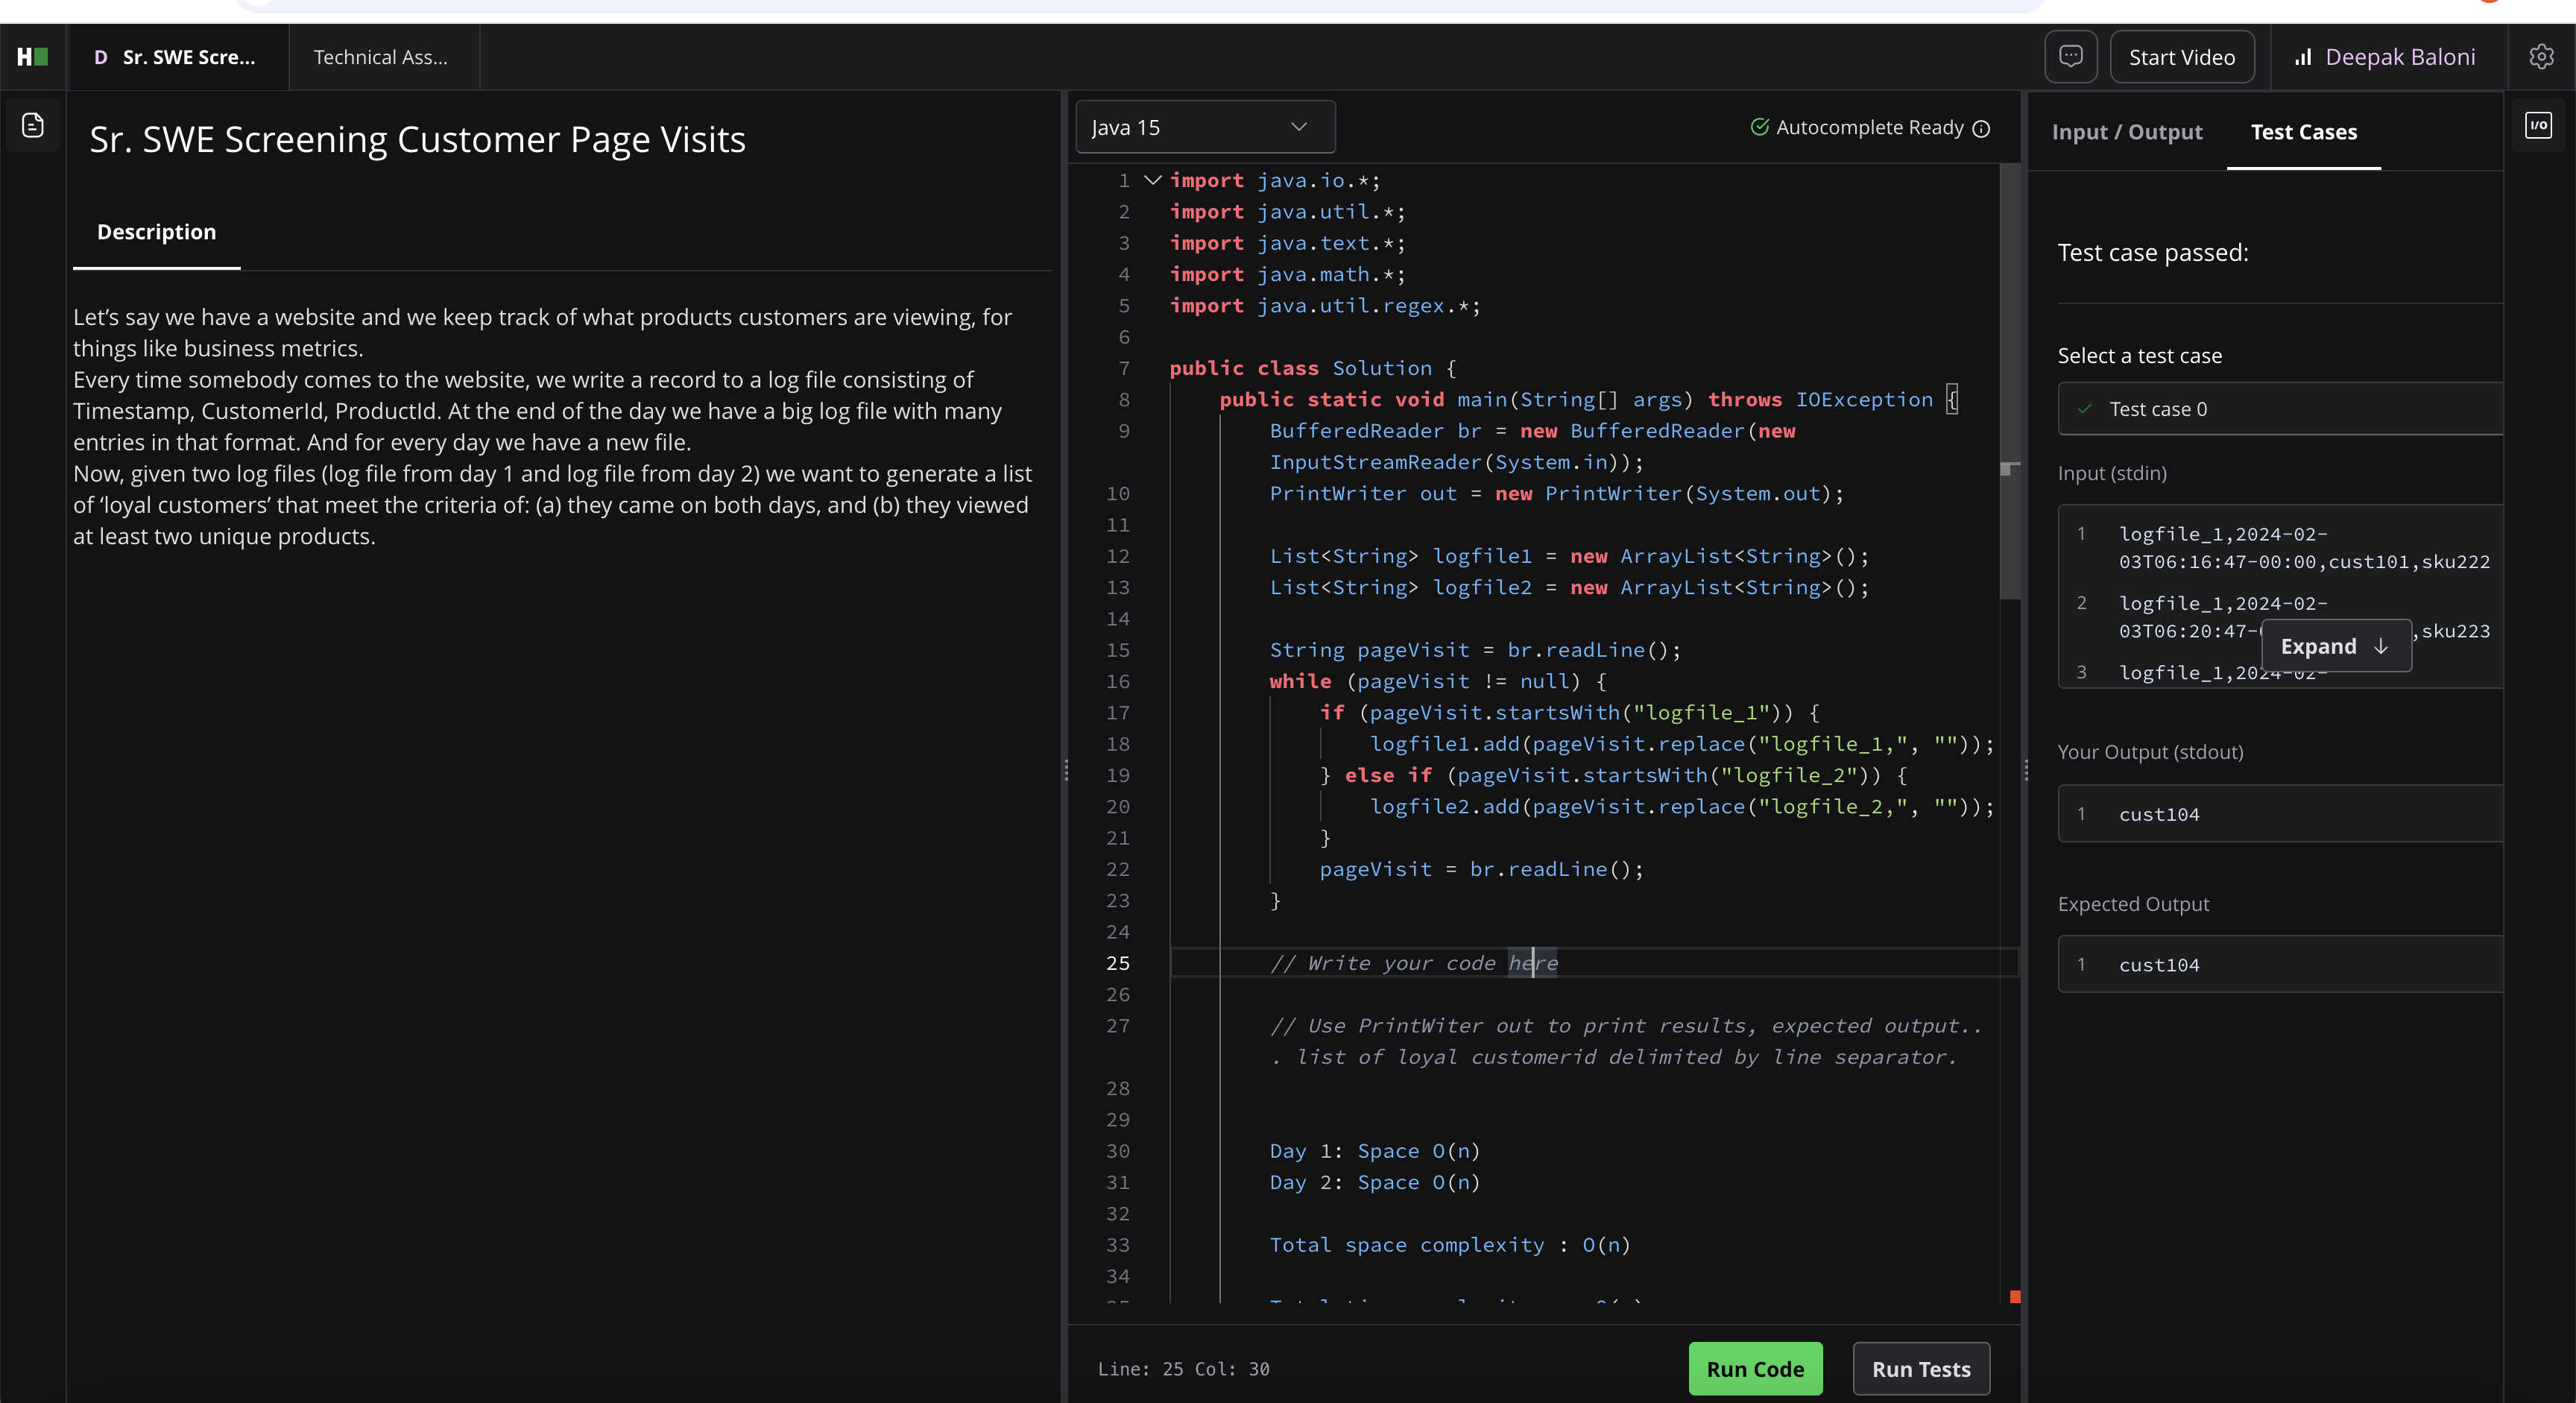 H
D Sr. SWE Scre...
Technical Ass...
Start Video
Deepak Baloni
Sr. SWE Screening Customer Page Visits
Description
Let’s say we have a website and we keep track of what products customers are viewing, for
things like business metrics.
Every time somebody comes to the website, we write a record to a log file consisting of
Timestamp, CustomerId, ProductId. At the end of the day we have a big log file with many
entries in that format. And for every day we have a new file.
Now, given two log files (log file from day 1 and log file from day 2) we want to generate a list
of ‘loyal customers’ that meet the criteria of: (a) they came on both days, and (b) they viewed
at least two unique products.
Java 15
Autocomplete Ready
1 import java.io.*;
2 import java.util.*;
3 import java.text.*;
4 import java.math.*;
5 import java.util.regex.*;
6
7 public class Solution {
8 public static void main(String[] args) throws IOException {
9 BufferedReader br = new BufferedReader(new
InputStreamReader(System.in));
10 PrintWriter out = new PrintWriter(System.out);
11
12 List<String> logfile1 = new ArrayList<String>();
13 List<String> logfile2 = new ArrayList<String>();
14
15 String pageVisit = br.readLine();
16 while (pageVisit != null) {
17 if (pageVisit.startsWith("logfile_1")) {
18 logfile1.add(pageVisit.replace("logfile_1,", ""));
19 } else if (pageVisit.startsWith("logfile_2")) {
20 logfile2.add(pageVisit.replace("logfile_2,", ""));
21 }
22 pageVisit = br.readLine();
23 }
24
25 // Write your code here
26
27 // Use PrintWiter out to print results, expected output..
. list of loyal customerid delimited by line separator.
28
29
30 Day 1: Space O(n)
31 Day 2: Space O(n)
32
33 Total space complexity : O(n)
34
Line: 25 Col: 30
Run Code
Run Tests
Input / Output
Test Cases
I/O
Test case passed:
Select a test case
Test case 0
Input (stdin)
1 logfile_1,2024-02-
03T06:16:47-00:00,cust101,sku222
2 logfile_1,2024-02-
03T06:20:47- ,sku223
Expand
3 logfile_1,2024-02-
Your Output (stdout)
1 cust104
Expected Output
1 cust104